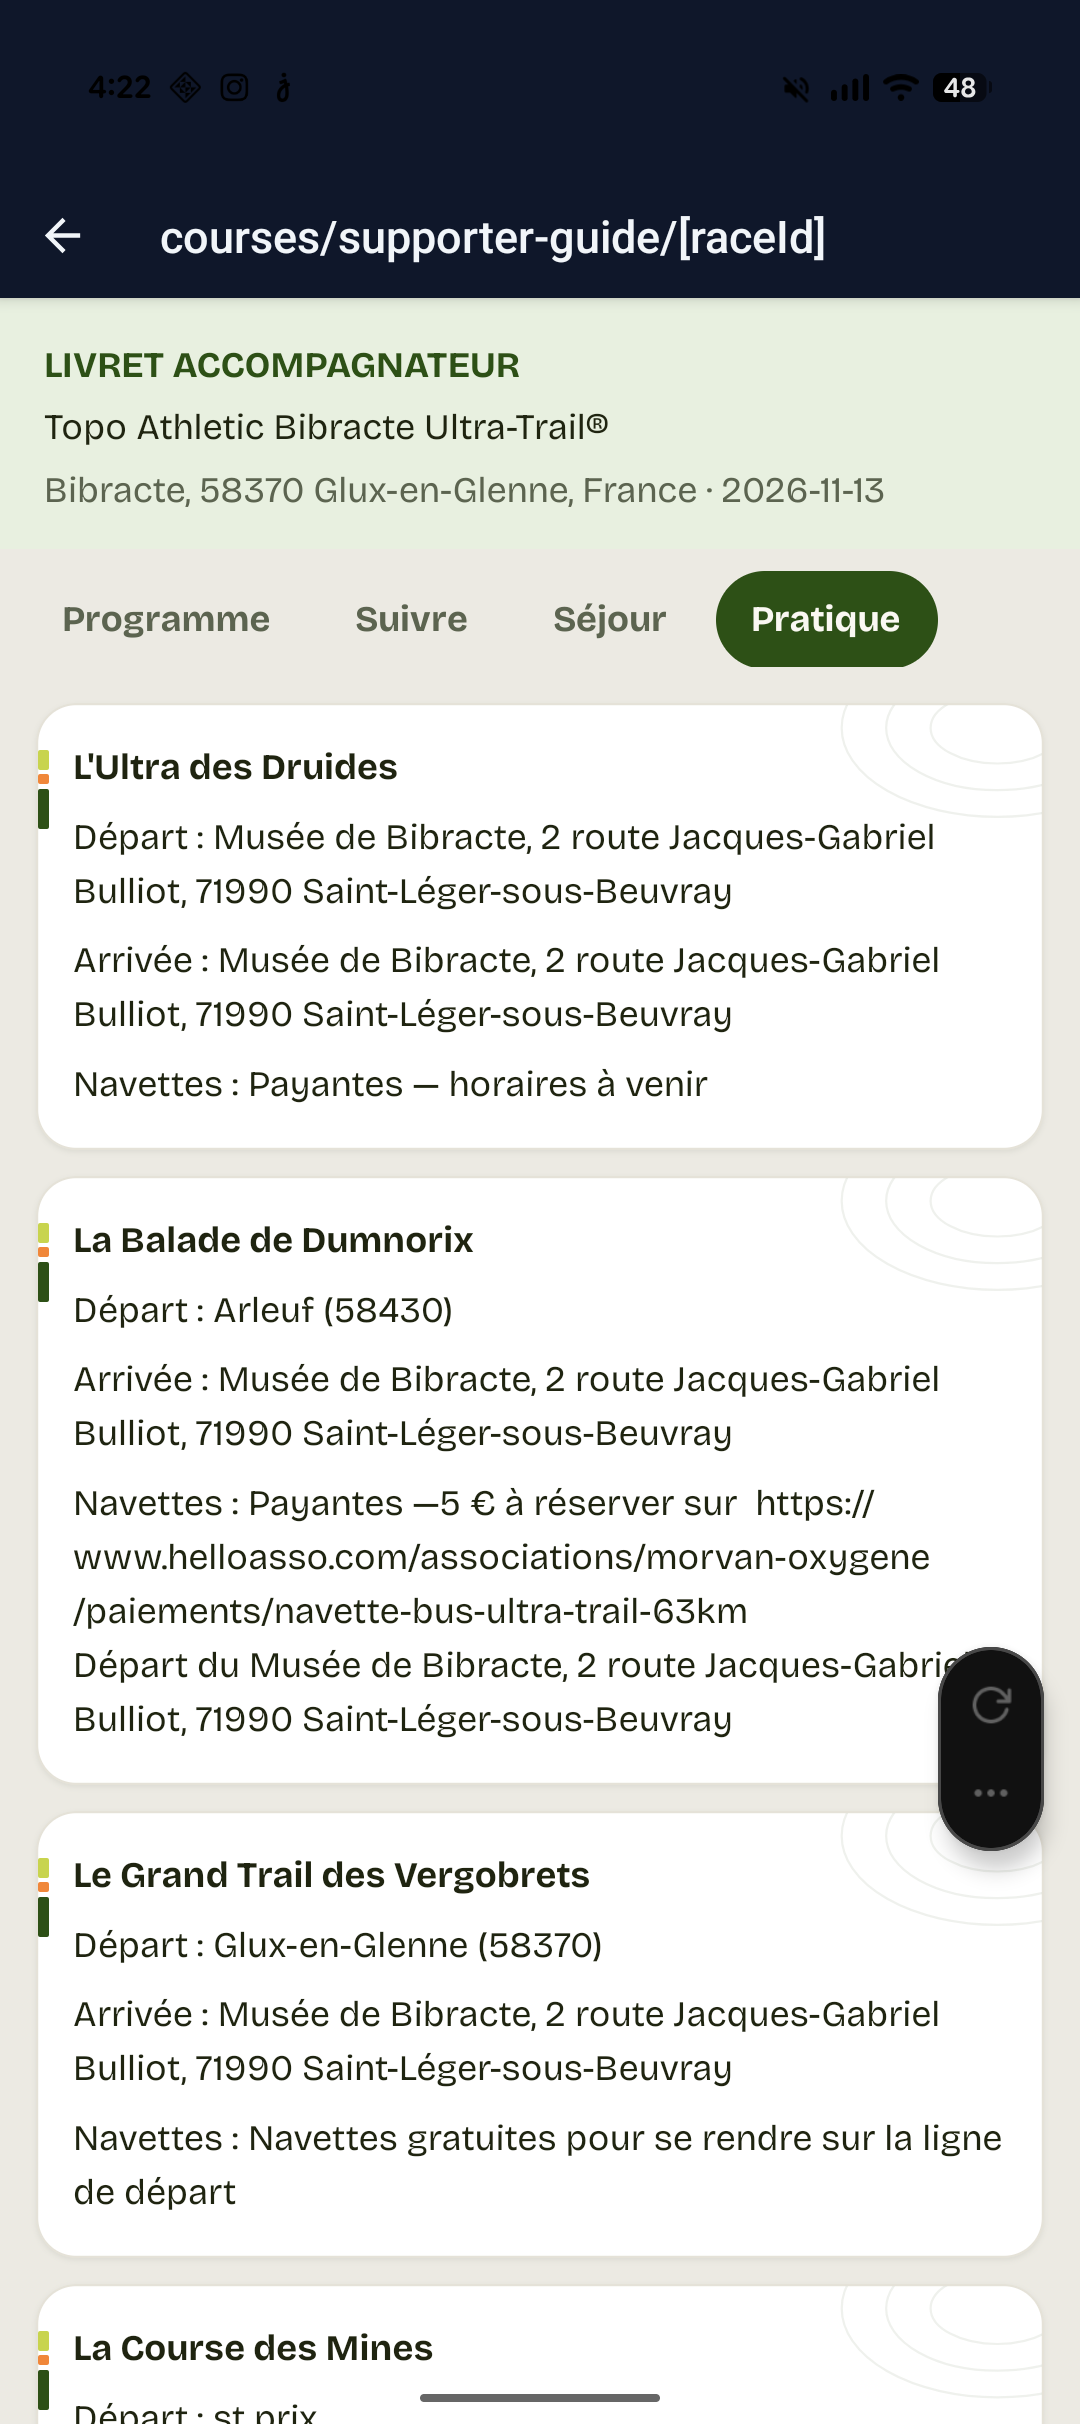 4:22
48
courses/supporter-guide/[raceId]
LIVRET ACCOMPAGNATEUR
Topo Athletic Bibracte Ultra-Trail®
Bibracte, 58370 Glux-en-Glenne, France · 2026-11-13
Programme Suivre Séjour Pratique
L'Ultra des Druides
Départ : Musée de Bibracte, 2 route Jacques-Gabriel
Bulliot, 71990 Saint-Léger-sous-Beuvray
Arrivée : Musée de Bibracte, 2 route Jacques-Gabriel
Bulliot, 71990 Saint-Léger-sous-Beuvray
Navettes : Payantes — horaires à venir
La Balade de Dumnorix
Départ : Arleuf (58430)
Arrivée : Musée de Bibracte, 2 route Jacques-Gabriel
Bulliot, 71990 Saint-Léger-sous-Beuvray
Navettes : Payantes —5 € à réserver sur  https://
www.helloasso.com/associations/morvan-oxygene
/paiements/navette-bus-ultra-trail-63km
Départ du Musée de Bibracte, 2 route Jacques-Gabriel
Bulliot, 71990 Saint-Léger-sous-Beuvray
Le Grand Trail des Vergobrets
Départ : Glux-en-Glenne (58370)
Arrivée : Musée de Bibracte, 2 route Jacques-Gabriel
Bulliot, 71990 Saint-Léger-sous-Beuvray
Navettes : Navettes gratuites pour se rendre sur la ligne
de départ
La Course des Mines
Départ : st prix